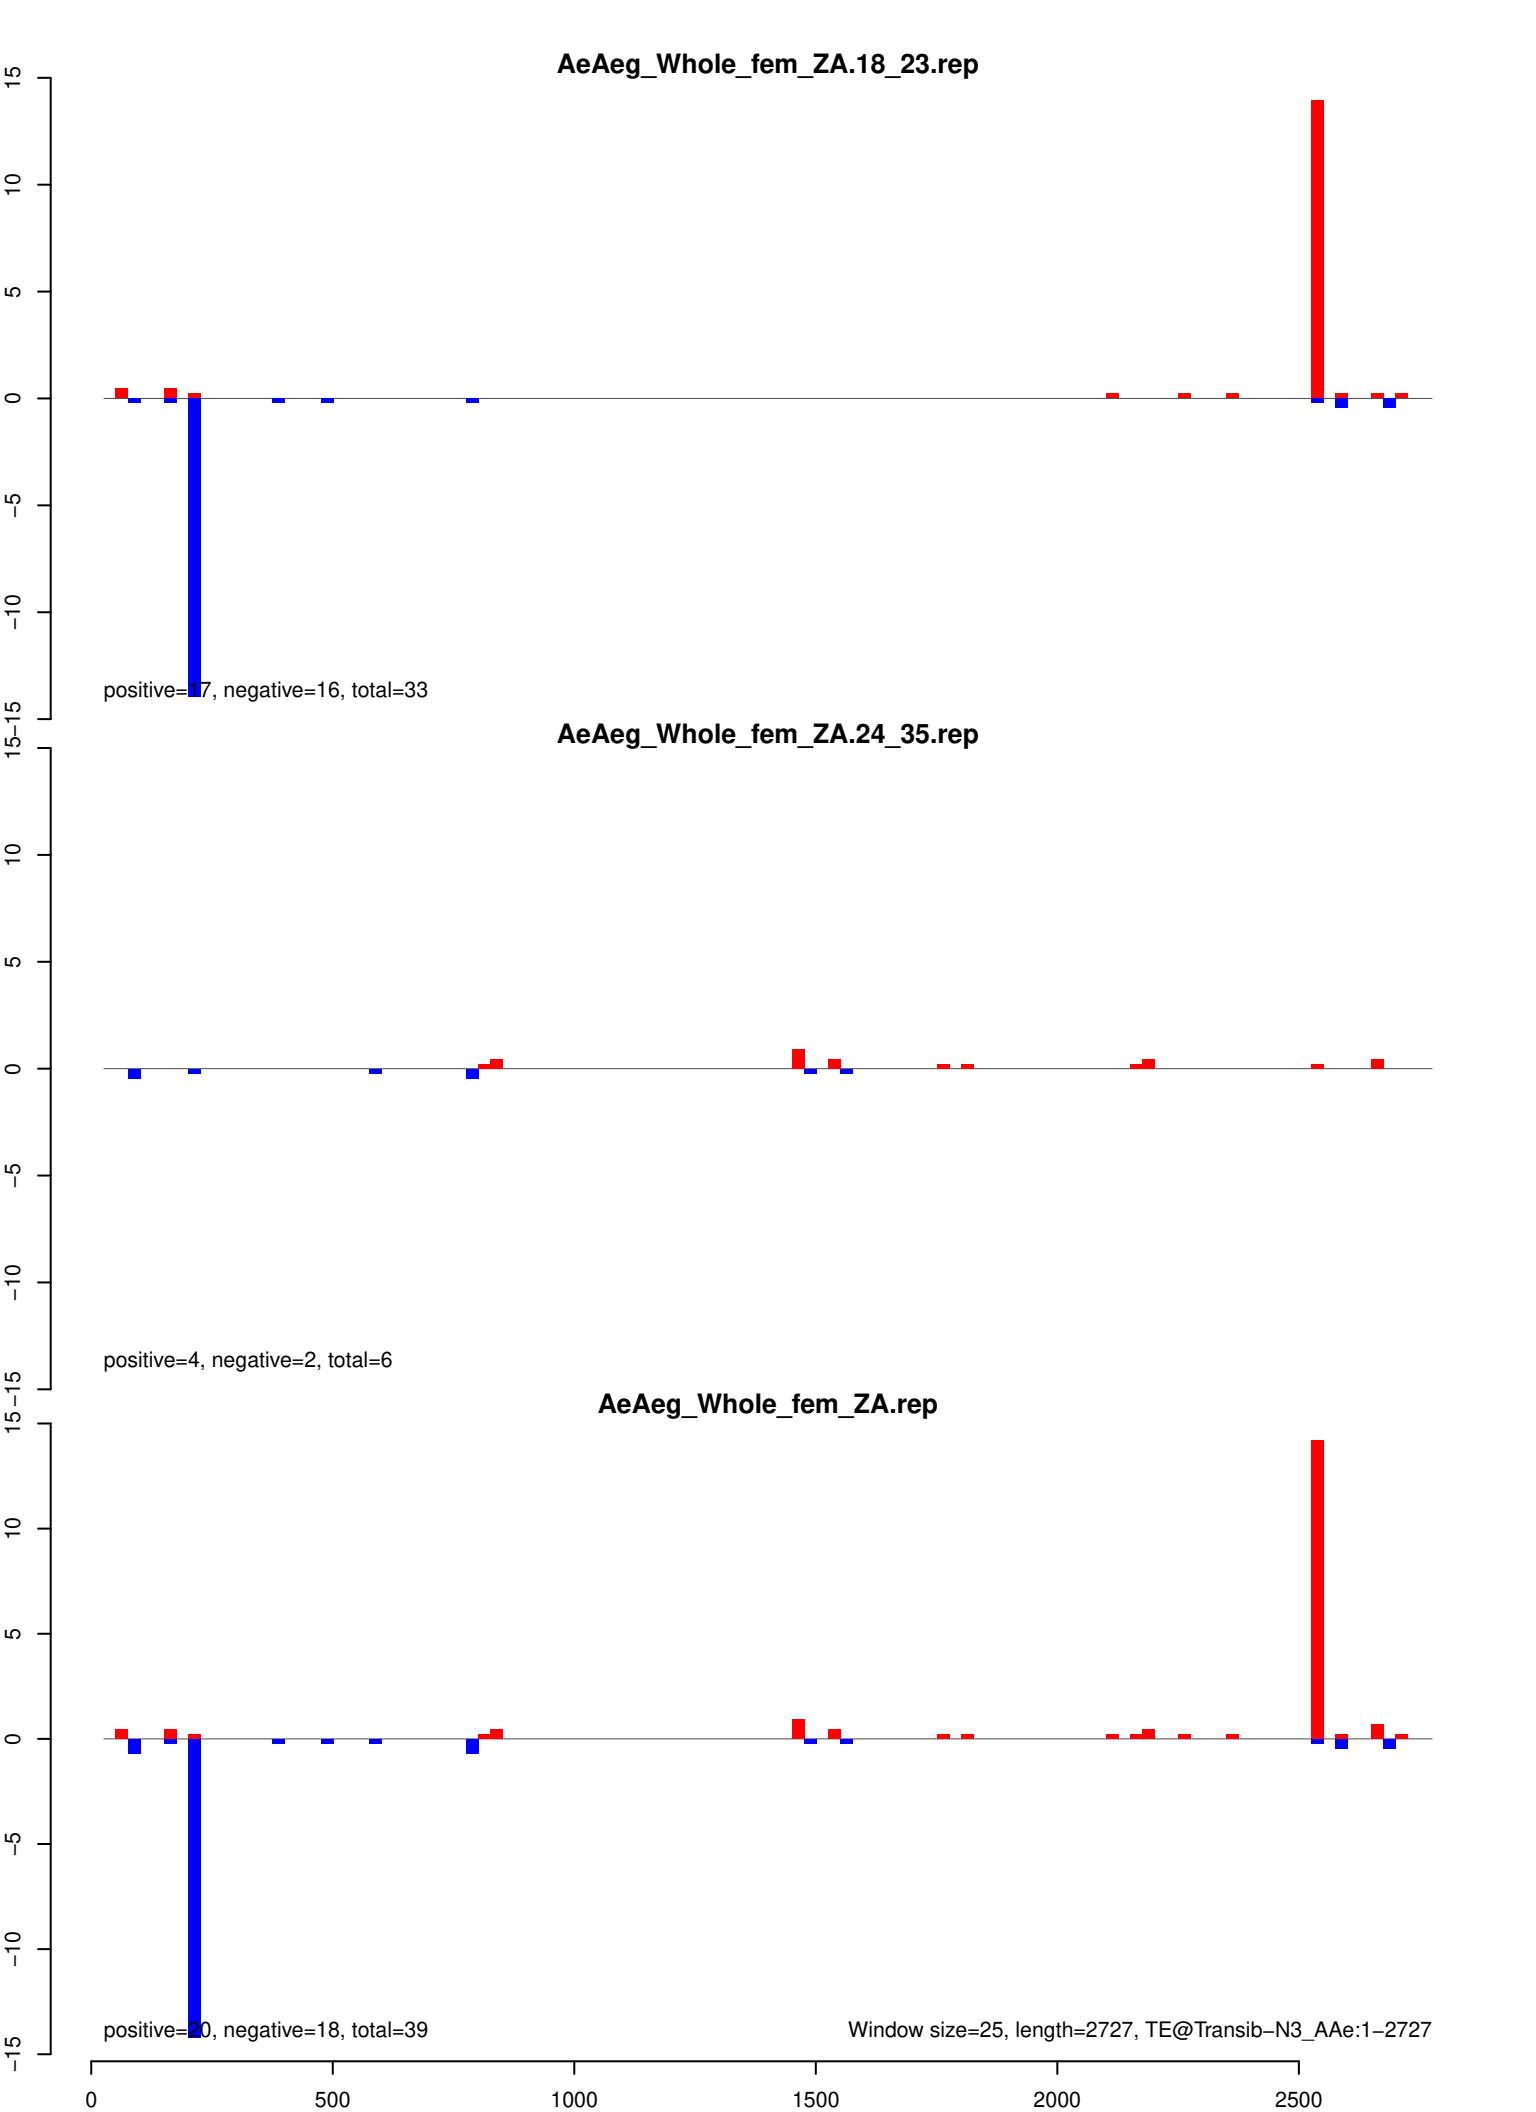 AeAeg_Whole_fem_ZA.18_23.rep
15
10
5
0
−5
−10
−15
positive=17, negative=16, total=33
AeAeg_Whole_fem_ZA.24_35.rep
15
10
5
0
−5
−10
−15
positive=4, negative=2, total=6
AeAeg_Whole_fem_ZA.rep
15
10
5
0
−5
−10
−15
positive=20, negative=18, total=39
Window size=25, length=2727, TE@Transib−N3_AAe:1−2727
0 500 1000 1500 2000 2500